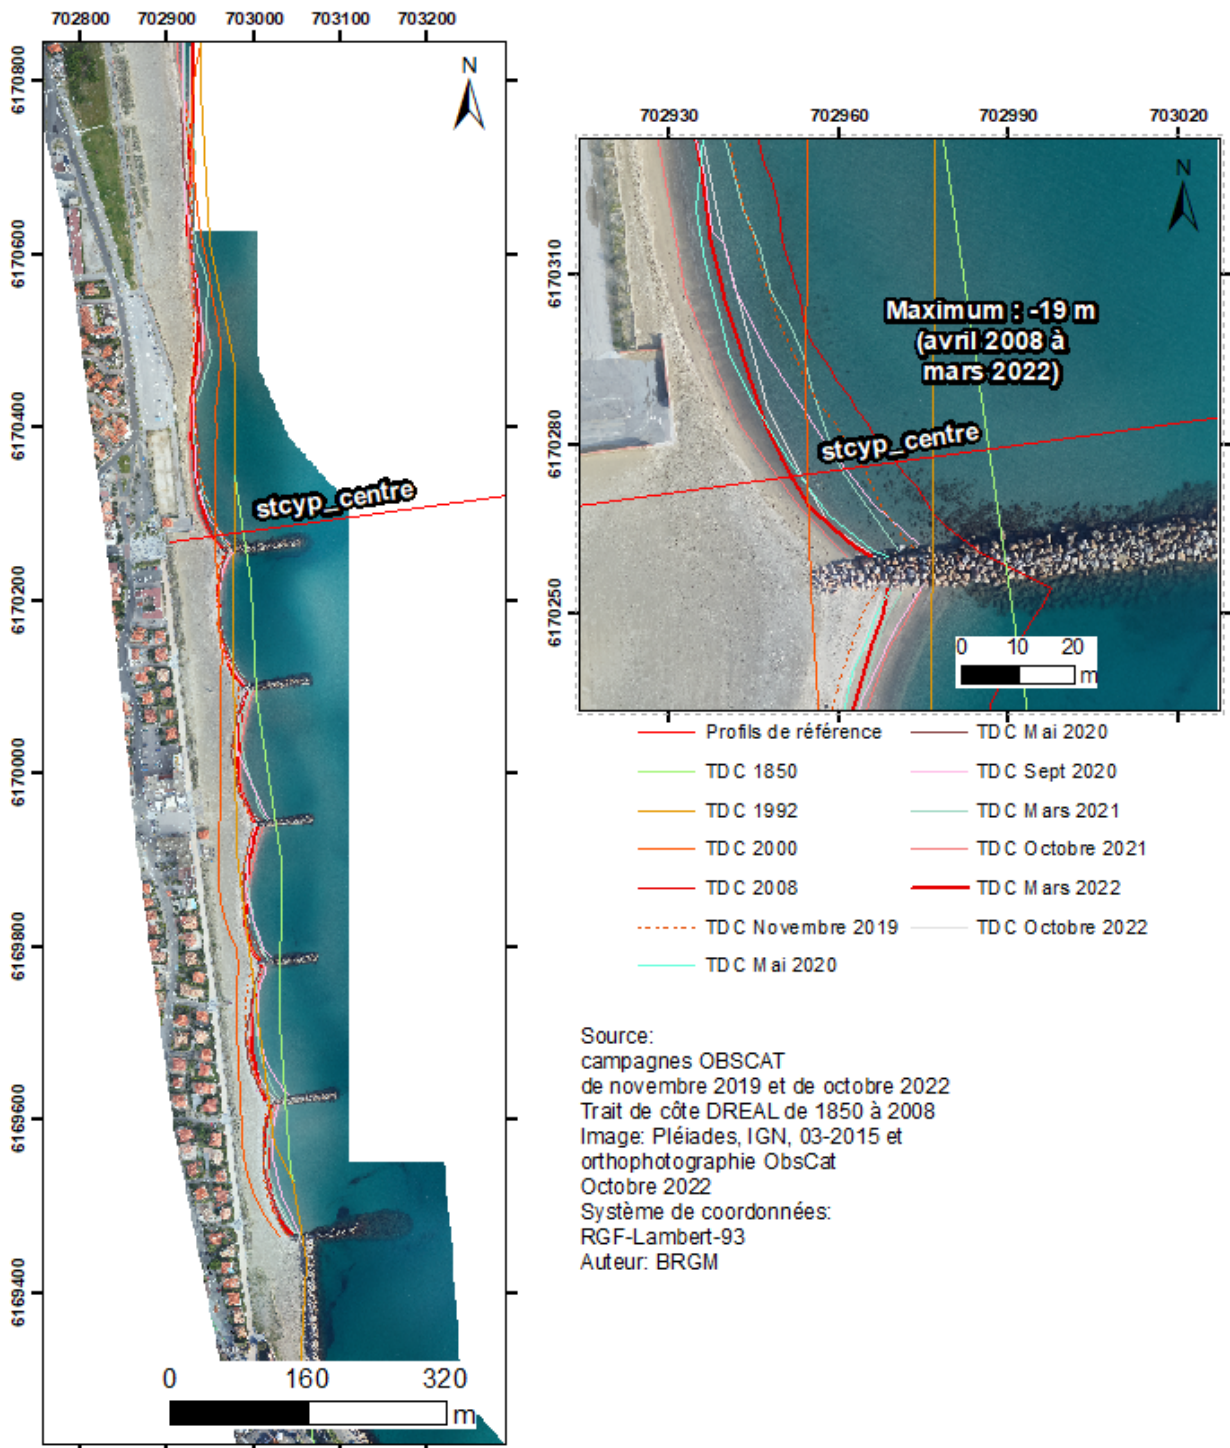 702800 702900 703000 703100 703200
6170800
6170600
6170400
6170200
6170000
6169800
6169600
6169400
N
stcyp_centre
0 160 320
m
702930 702960 702990 703020
6170310
6170280
6170250
N
Maximum : -19 m
(avril 2008 à
mars 2022)
stcyp_centre
0 10 20
m
Profils de référence
TDC 1850
TDC 1992
TDC 2000
TDC 2008
TDC Novembre 2019
TDC Mai 2020
TDC Mai 2020
TDC Sept 2020
TDC Mars 2021
TDC Octobre 2021
TDC Mars 2022
TDC Octobre 2022
Source:
campagnes OBSCAT
de novembre 2019 et de octobre 2022
Trait de côte DREAL de 1850 à 2008
Image: Pléiades, IGN, 03-2015 et
orthophotographie ObsCat
Octobre 2022
Système de coordonnées:
RGF-Lambert-93
Auteur: BRGM